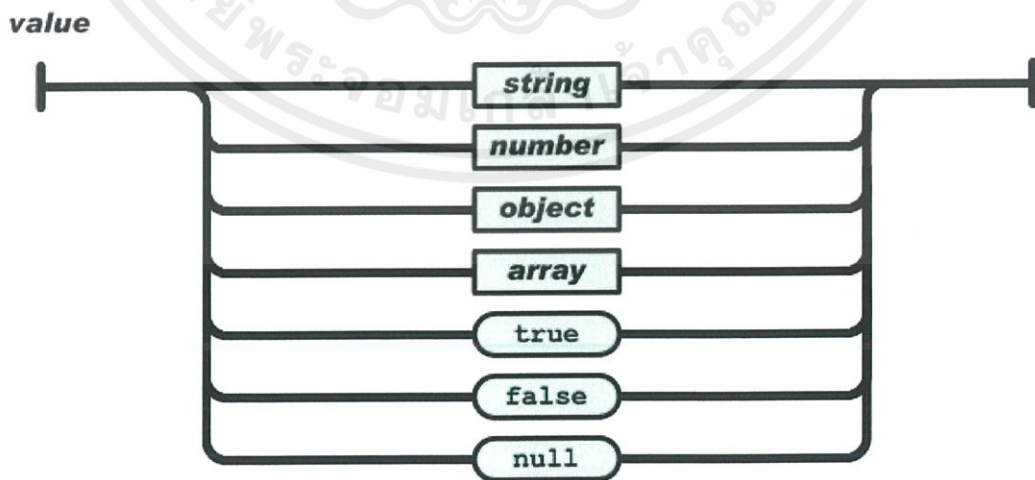 value
string
number
object
array
true
false
null